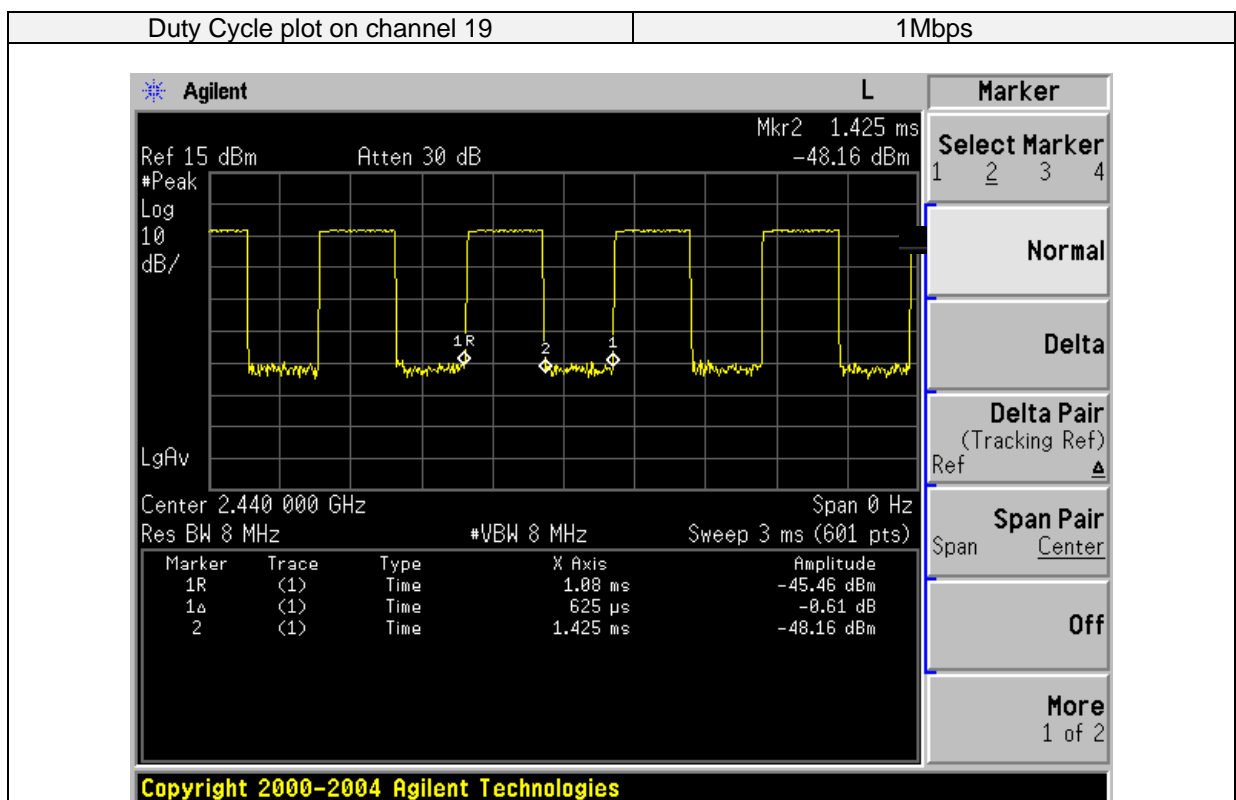 Duty Cycle plot on channel 19 1Mbps
Agilent L Marker
Mkr2 1.425 ms
Ref 15 dBm Atten 30 dB -48.16 dBm
Select Marker
1 2 3 4
#Peak
Log
10
dB/
Normal
1R 2 1
Delta
Delta Pair
(Tracking Ref)
Ref Δ
LgAv
Center 2.440 000 GHz Span 0 Hz
Res BW 8 MHz #VBW 8 MHz Sweep 3 ms (601 pts)
Span Pair
Span Center
Marker Trace Type X Axis Amplitude
1R (1) Time 1.08 ms -45.46 dBm
1Δ (1) Time 625 µs -0.61 dB
2 (1) Time 1.425 ms -48.16 dBm
Off
More
1 of 2
Copyright 2000-2004 Agilent Technologies